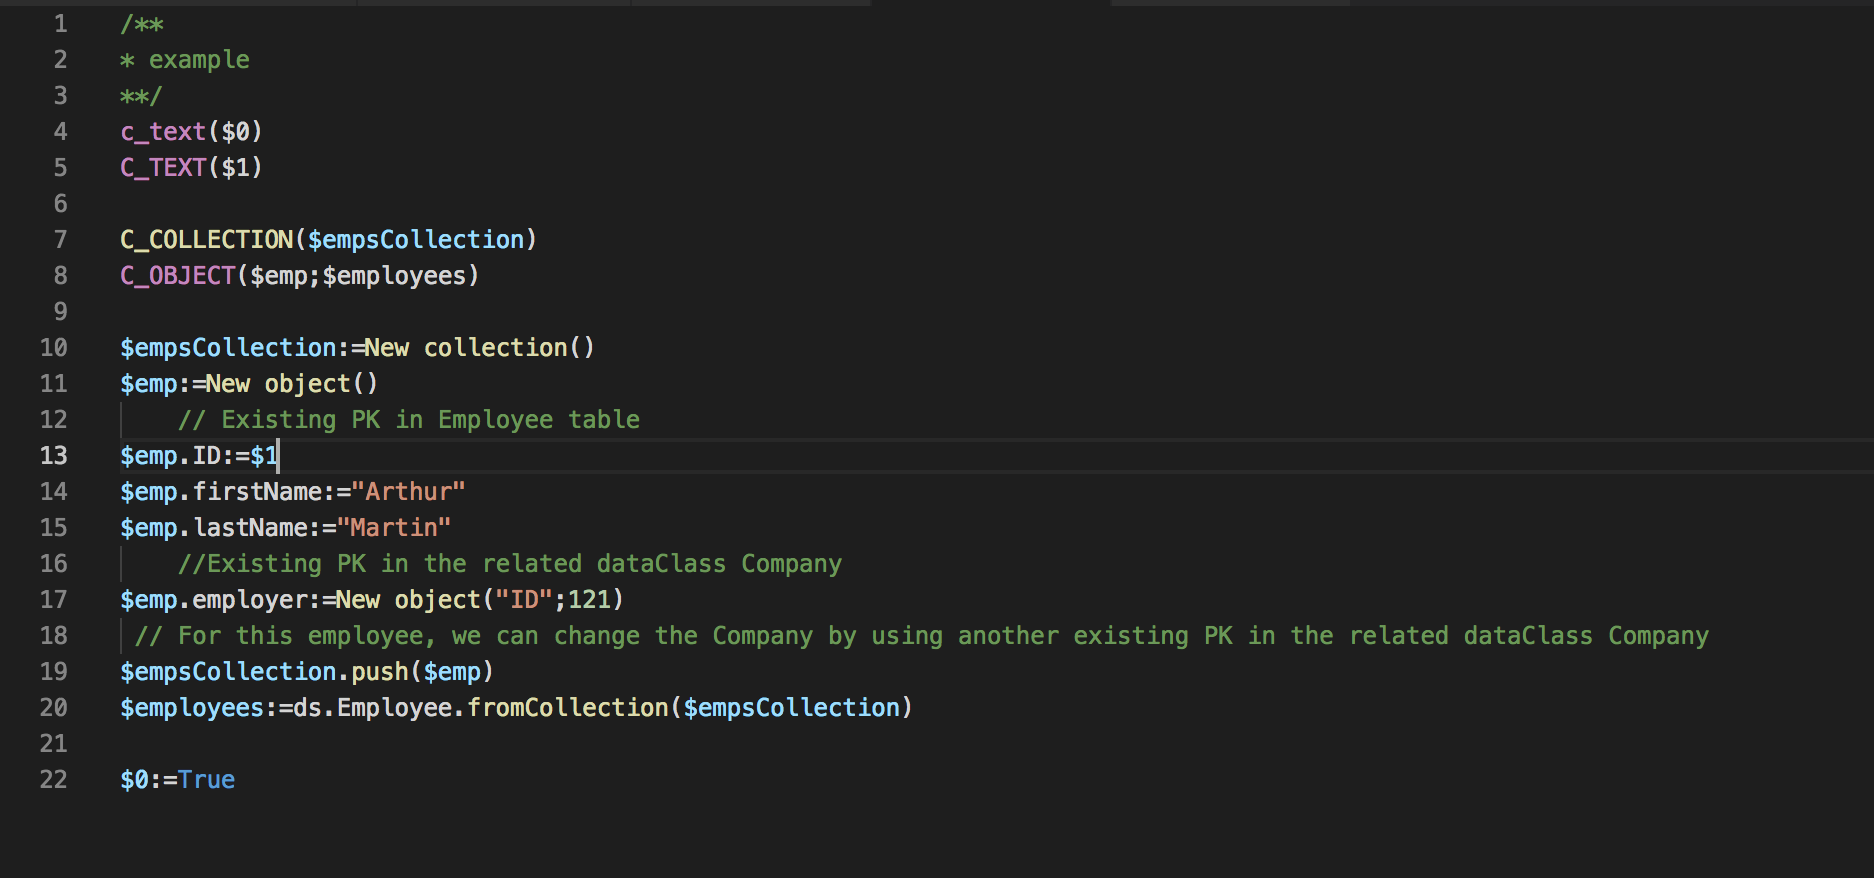 1 /**
2 * example
3 **/
4 c_text($0)
5 C_TEXT($1)
6
7 C_COLLECTION($empsCollection)
8 C_OBJECT($emp;$employees)
9
10 $empsCollection:=New collection()
11 $emp:=New object()
12 // Existing PK in Employee table
13 $emp.ID:=$1
14 $emp.firstName:="Arthur"
15 $emp.lastName:="Martin"
16 //Existing PK in the related dataClass Company
17 $emp.employer:=New object("ID";121)
18 // For this employee, we can change the Company by using another existing PK in the related dataClass Company
19 $empsCollection.push($emp)
20 $employees:=ds.Employee.fromCollection($empsCollection)
21
22 $0:=True